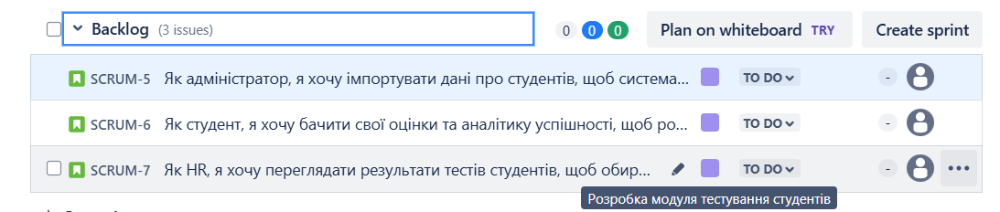 Backlog (3 issues) 0 0 0 Plan on whiteboard TRY Create sprint
SCRUM-5 Як адміністратор, я хочу імпортувати дані про студентів, щоб система... TO DO -
SCRUM-6 Як студент, я хочу бачити свої оцінки та аналітику успішності, щоб ро... TO DO -
SCRUM-7 Як HR, я хочу переглядати результати тестів студентів, щоб обир... TO DO -
Розробка модуля тестування студентів